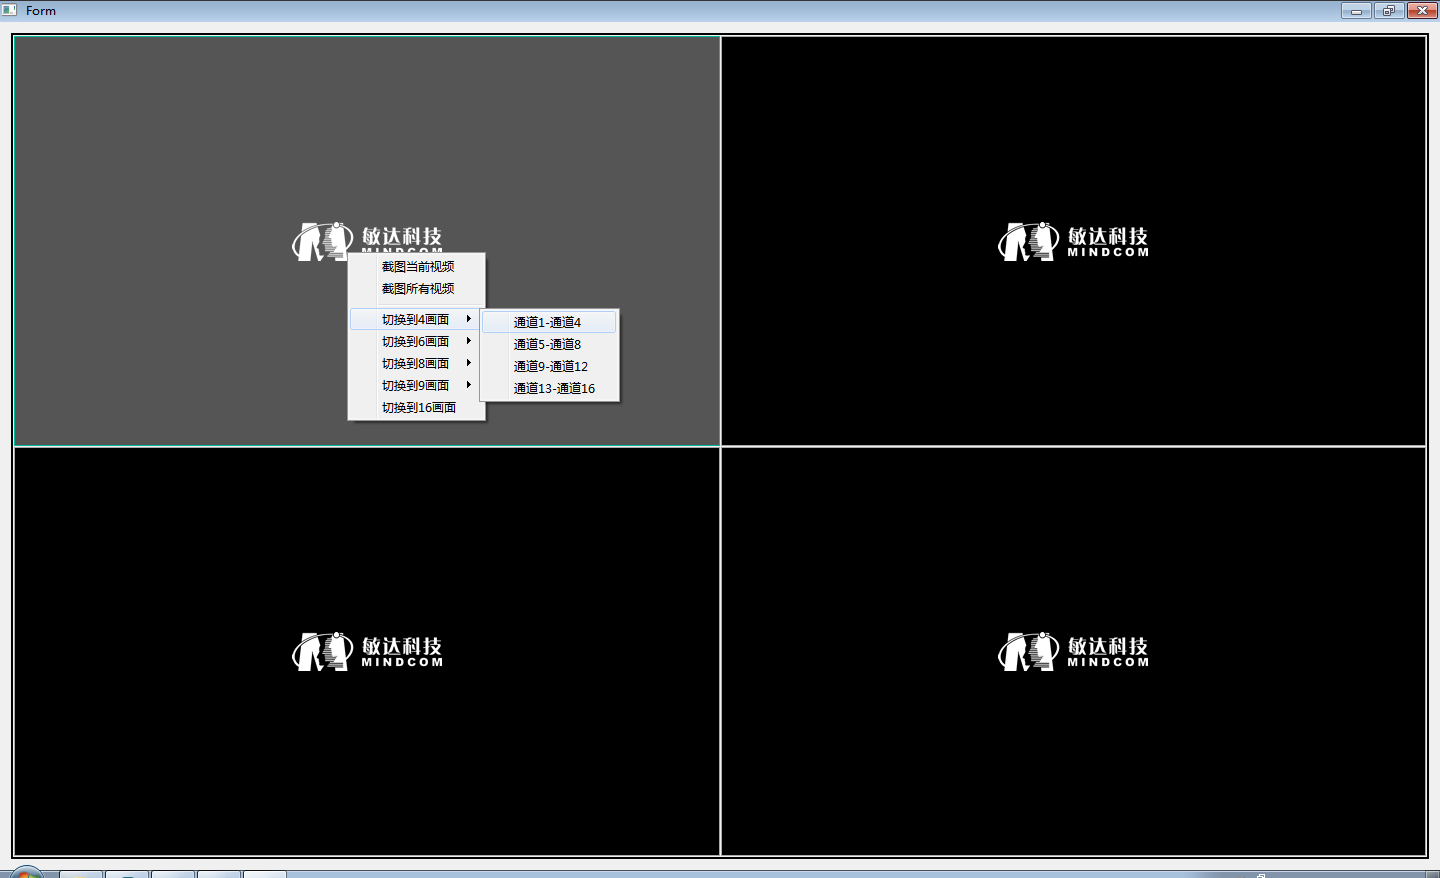 Form
敏达科技
MINDCOM
敏达科技
MINDCOM
截图当前视频
截图所有视频
切换到4画面
切换到6画面
切换到8画面
切换到9画面
切换到16画面
通道1-通道4
通道5-通道8
通道9-通道12
通道13-通道16
敏达科技
MINDCOM
敏达科技
MINDCOM